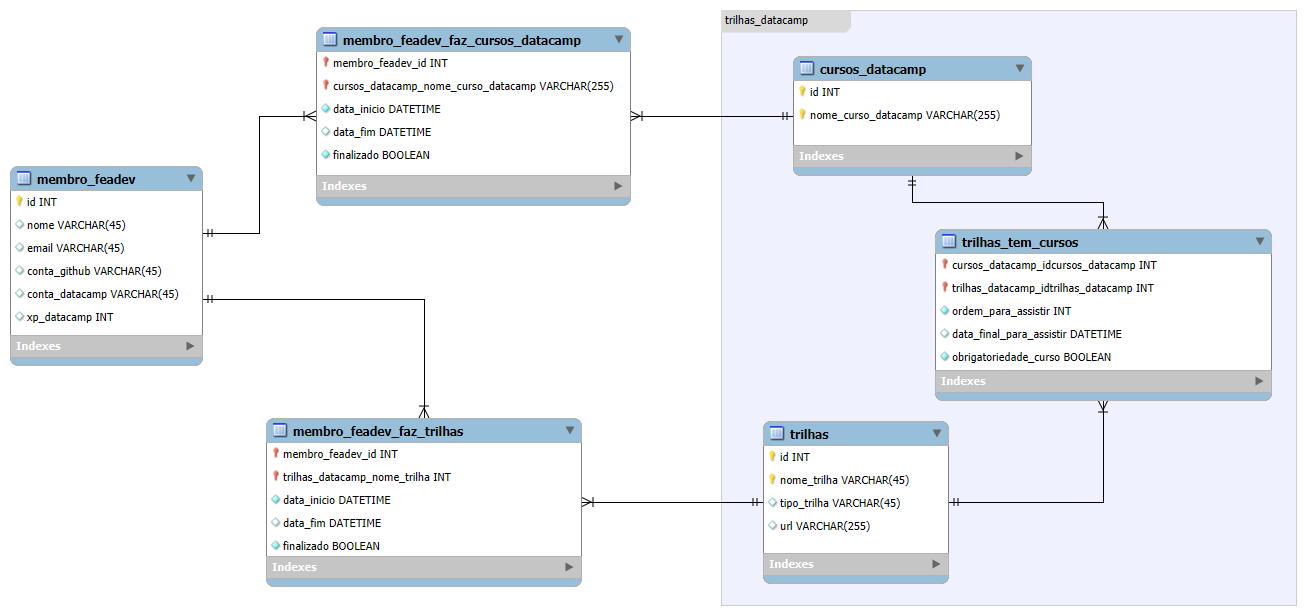 trilhas_datacamp
membro_feadev_faz_cursos_datacamp
membro_feadev_id INT
cursos_datacamp_nome_curso_datacamp VARCHAR(255)
data_inicio DATETIME
data_fim DATETIME
finalizado BOOLEAN
Indexes
cursos_datacamp
id INT
nome_curso_datacamp VARCHAR(255)
Indexes
membro_feadev
id INT
nome VARCHAR(45)
email VARCHAR(45)
conta_github VARCHAR(45)
conta_datacamp VARCHAR(45)
xp_datacamp INT
Indexes
trilhas_tem_cursos
cursos_datacamp_idcursos_datacamp INT
trilhas_datacamp_idtrilhas_datacamp INT
ordem_para_assistir INT
data_final_para_assistir DATETIME
obrigatoriedade_curso BOOLEAN
Indexes
membro_feadev_faz_trilhas
membro_feadev_id INT
trilhas_datacamp_nome_trilha INT
data_inicio DATETIME
data_fim DATETIME
finalizado BOOLEAN
Indexes
trilhas
id INT
nome_trilha VARCHAR(45)
tipo_trilha VARCHAR(45)
url VARCHAR(255)
Indexes